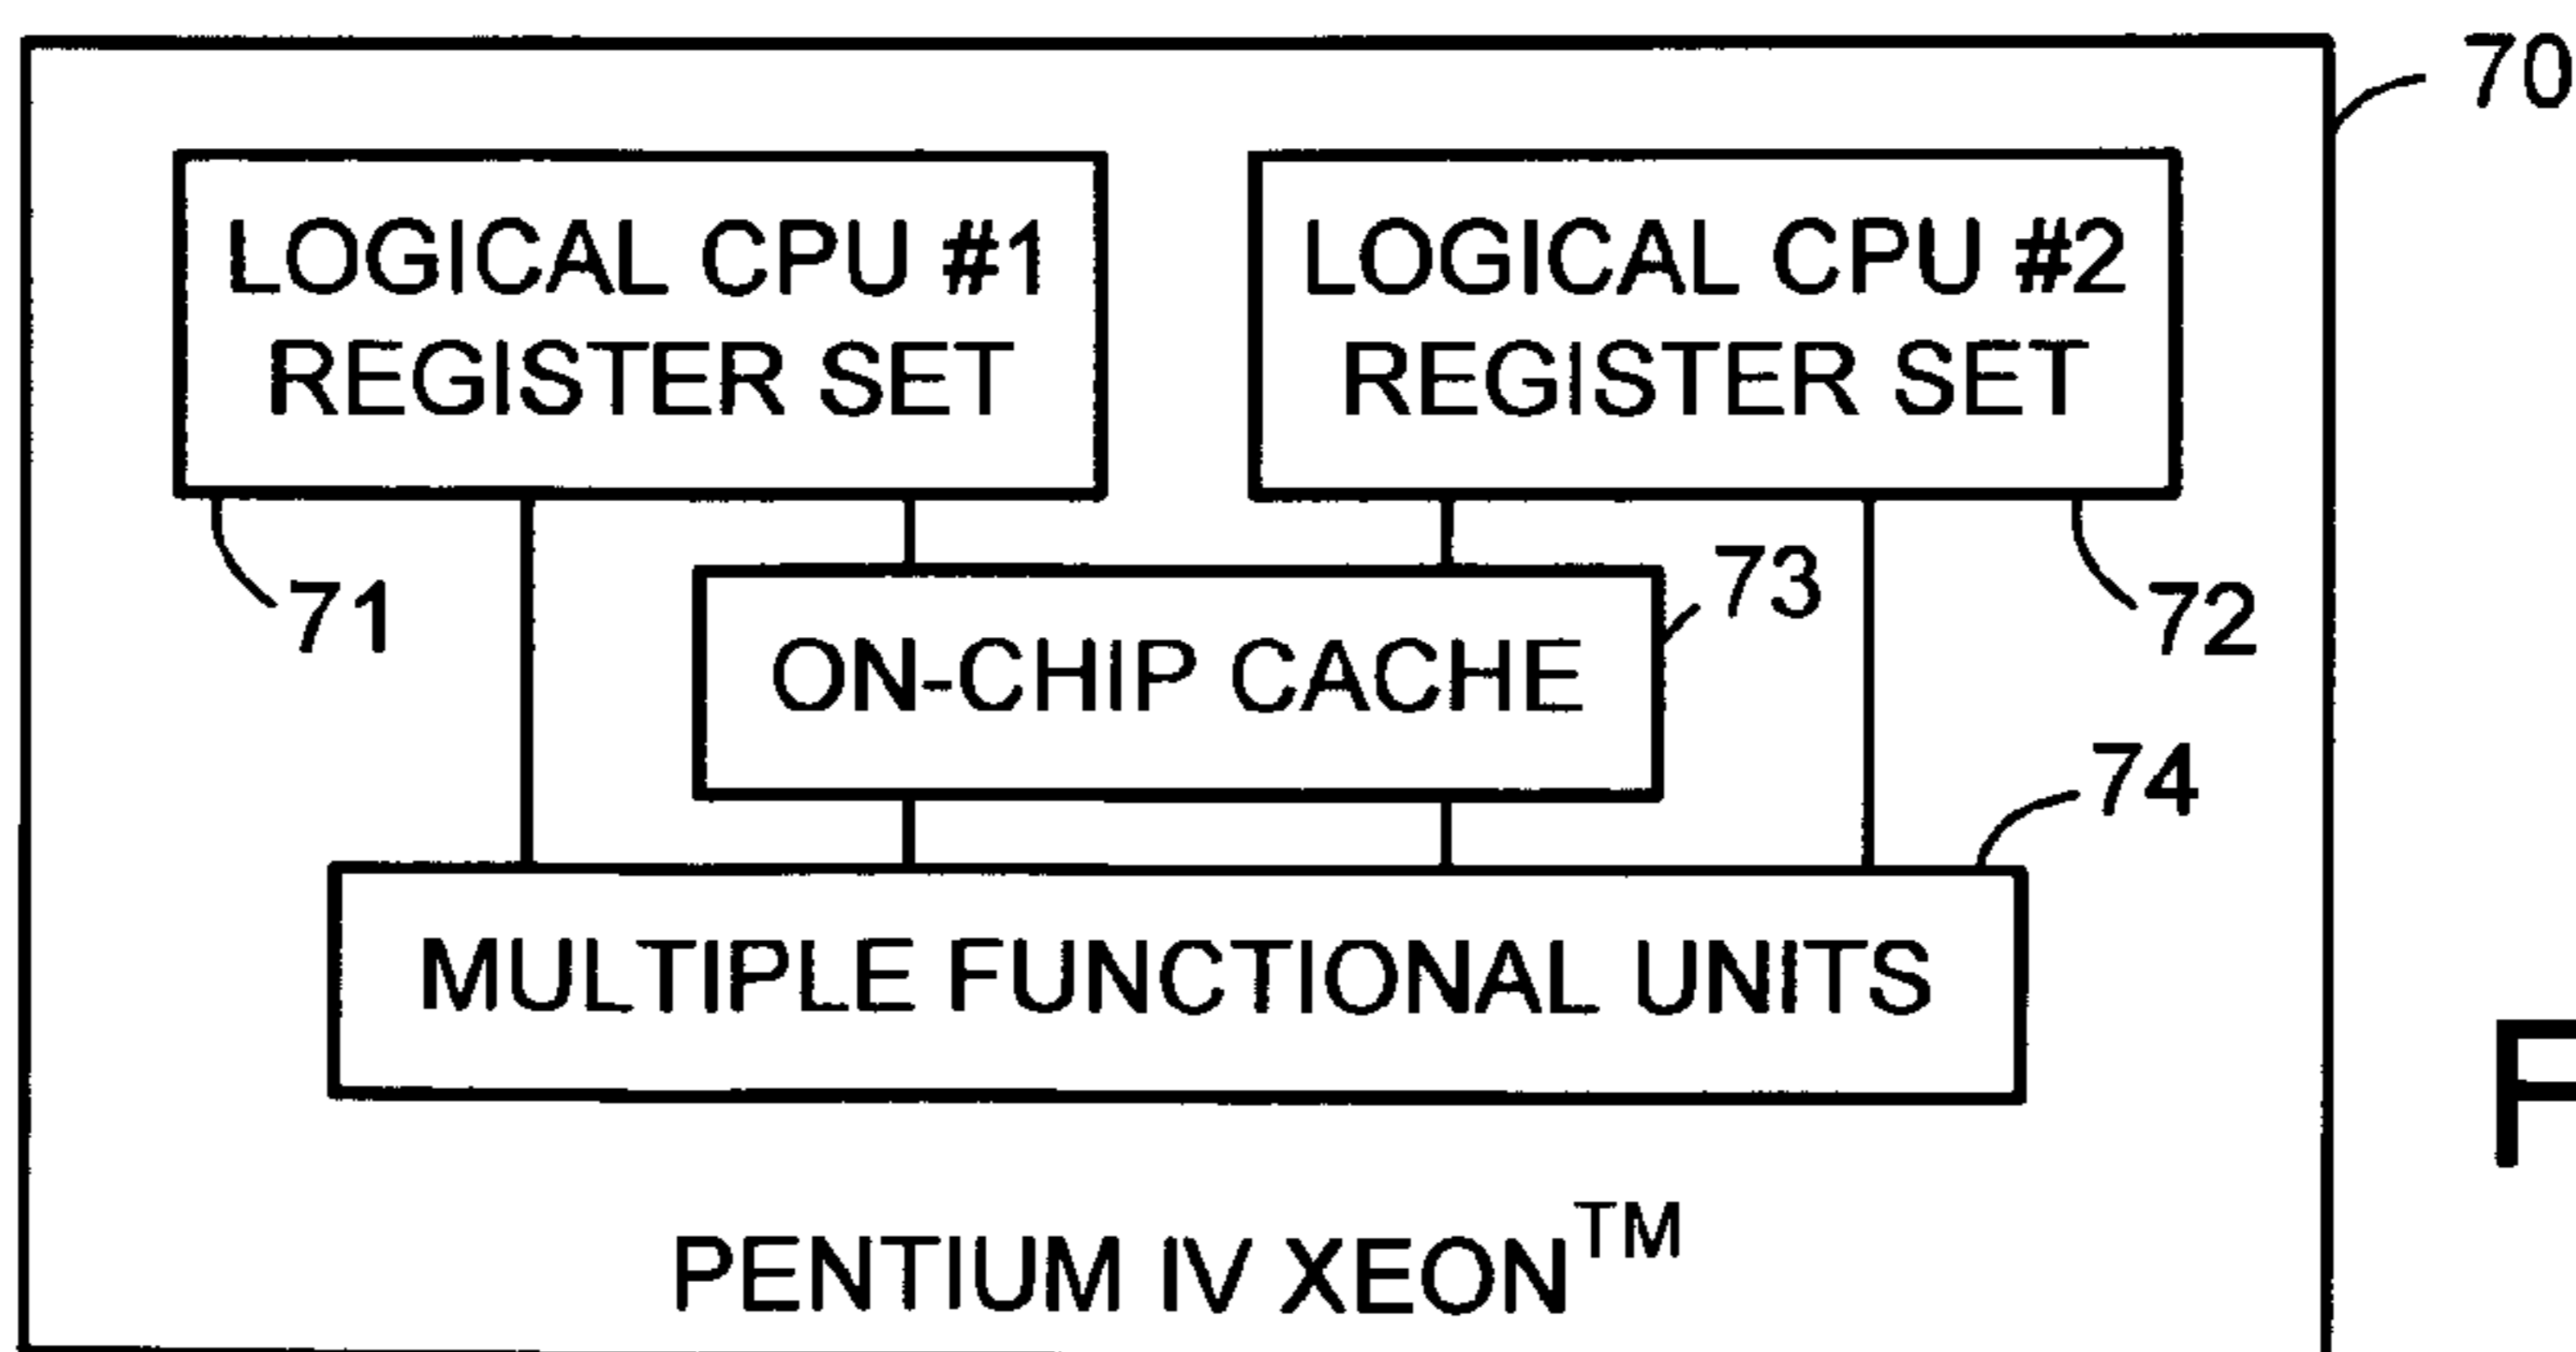 70
LOGICAL CPU #1
REGISTER SET
LOGICAL CPU #2
REGISTER SET
71
73
72
ON-CHIP CACHE
74
MULTIPLE FUNCTIONAL UNITS
F
PENTIUM IV XEON™